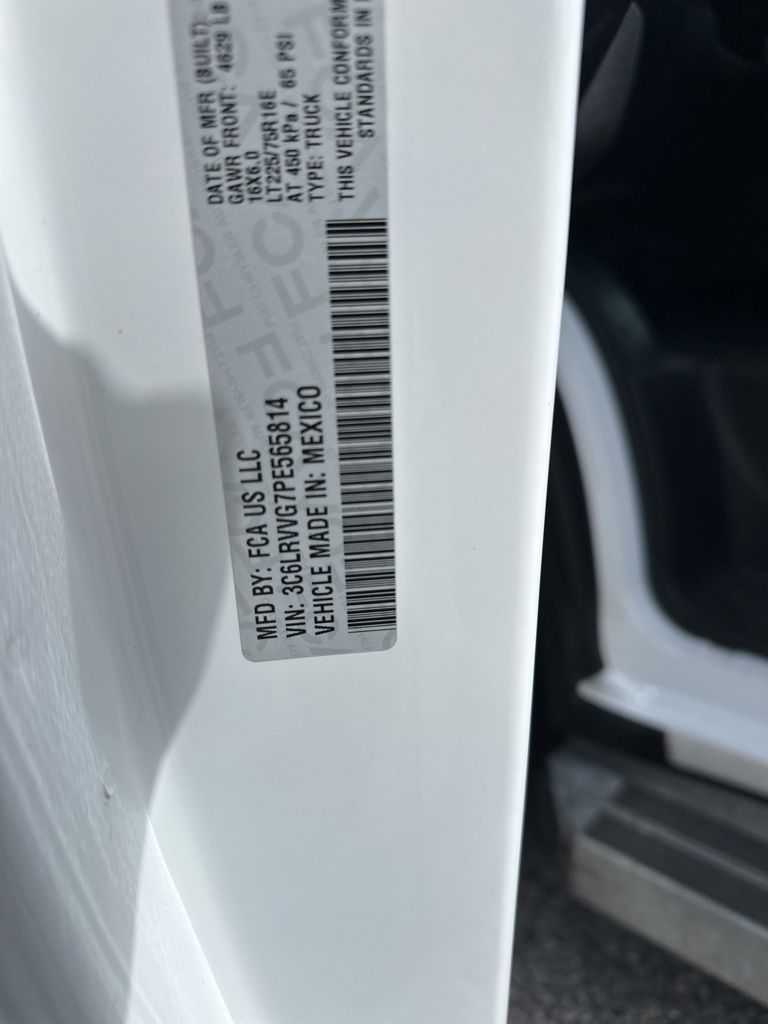 MFD BY: FCA US LLC
VIN: 3C6LRVVG7PE565814
VEHICLE MADE IN: MEXICO
DATE OF MFR (BUILT):
GAWR FRONT: 4629 LB
16X6.0
LT225/75R16E
AT 450 kPa / 65 PSI
TYPE: TRUCK
THIS VEHICLE CONFORM
STANDARDS IN